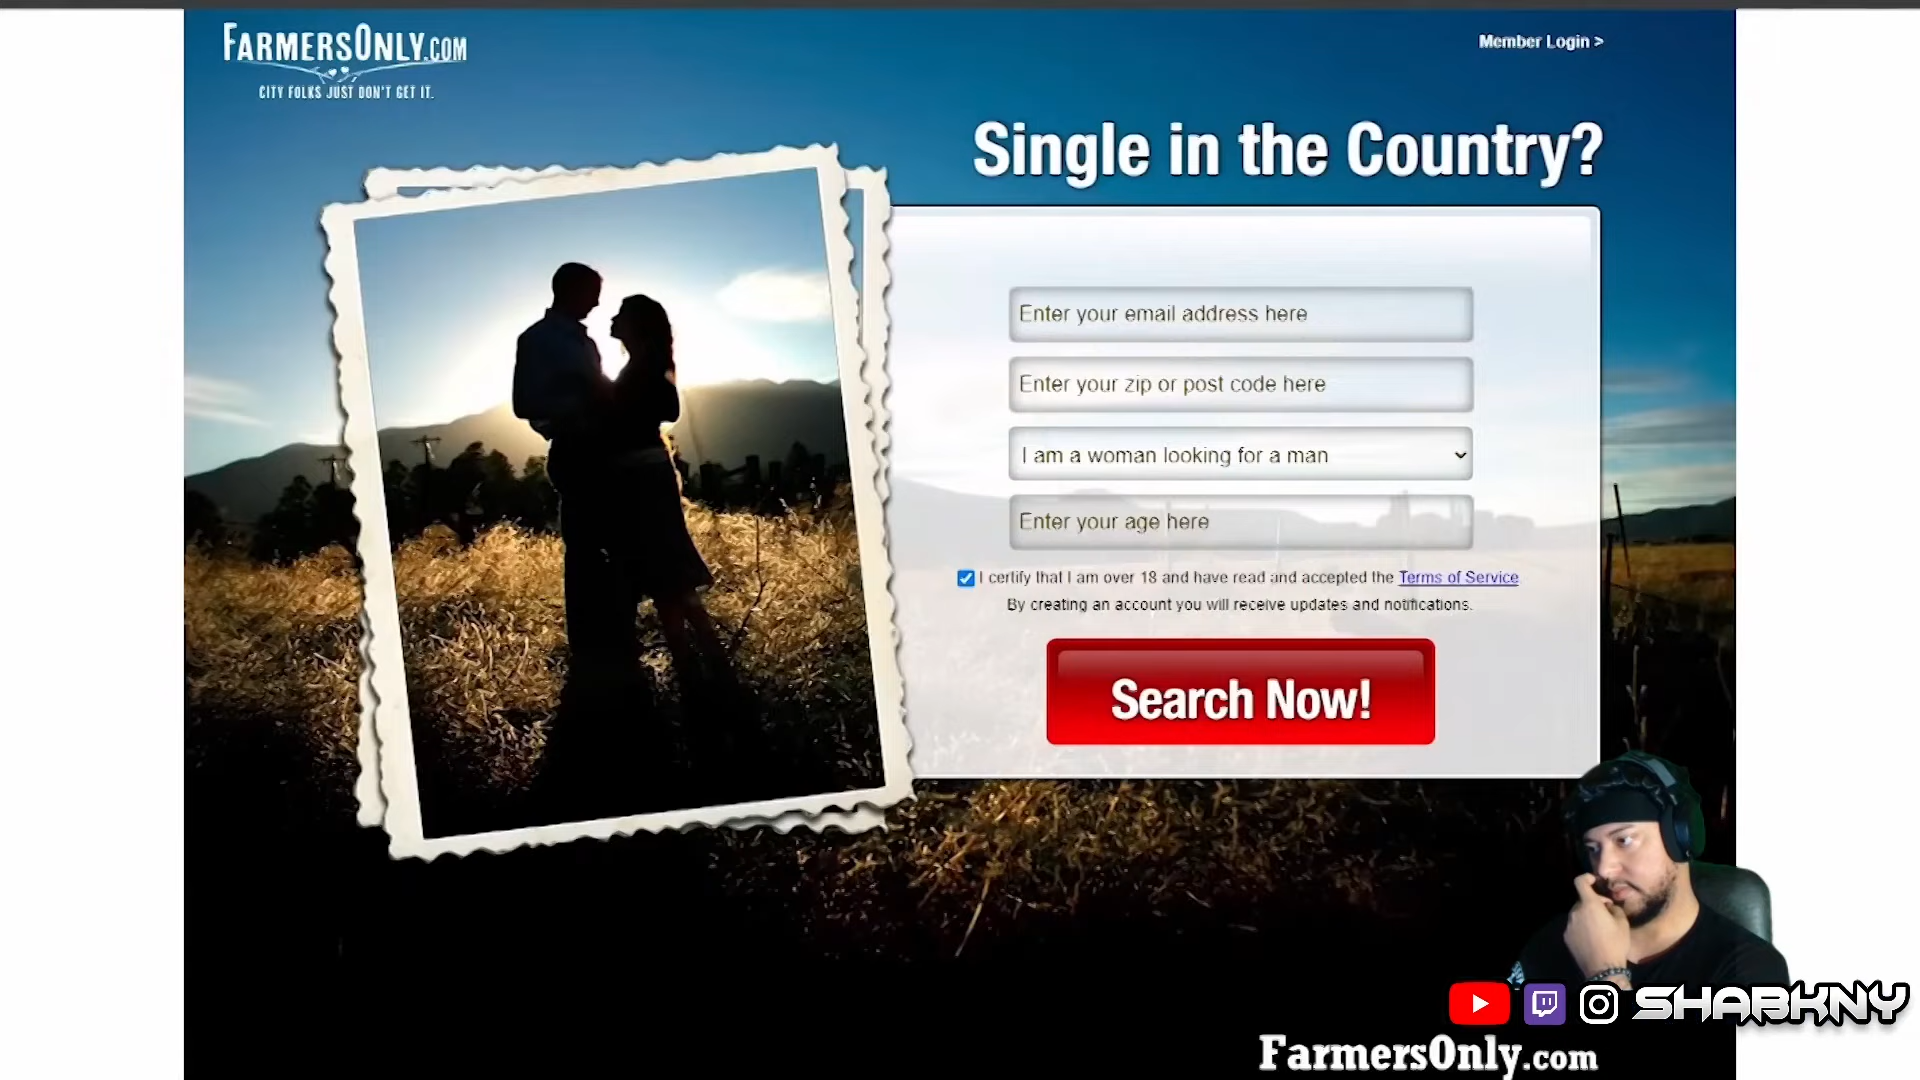 FARMERSONLY.COM
CITY FOLKS JUST DON'T GET IT.
Member Login >
Single in the Country?
Enter your email address here
Enter your zip or post code here
I am a woman looking for a man
Enter your age here
I certify that I am over 18 and have read and accepted the Terms of Service
By creating an account you will receive updates and notifications.
Search Now!
SHABKNY
FarmersOnly.com